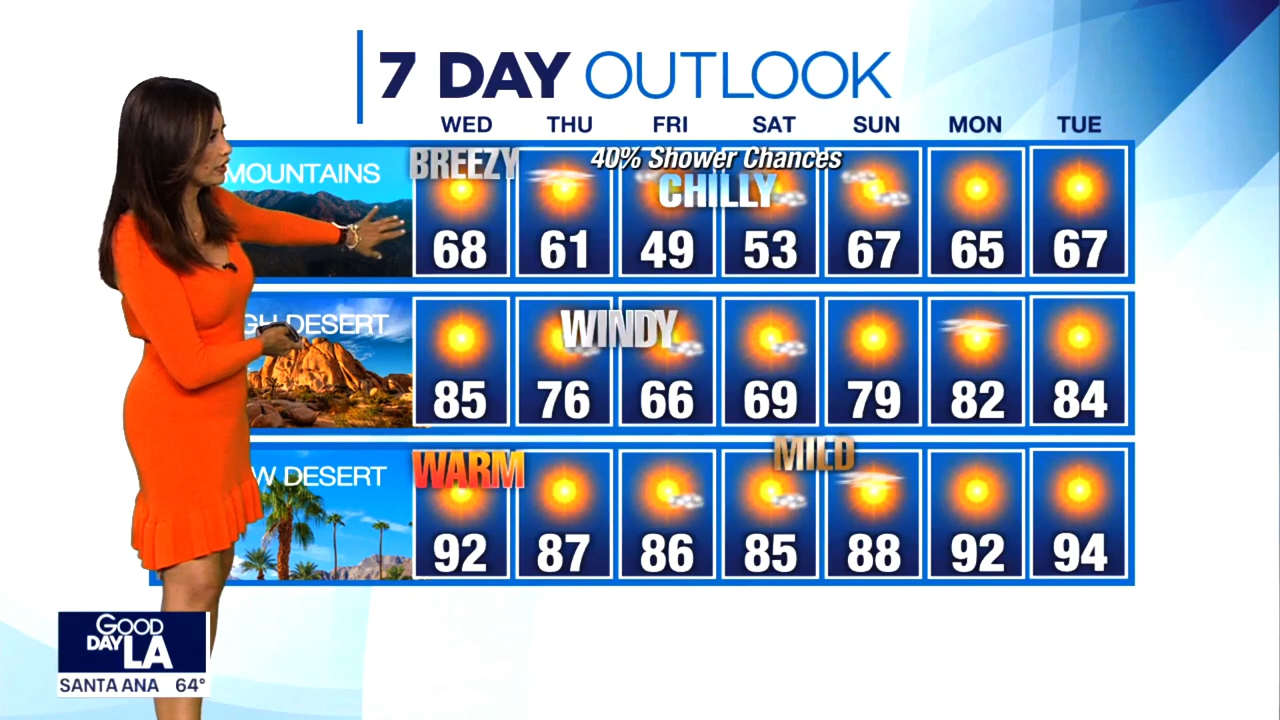 7 DAY OUTLOOK
WED THU FRI SAT SUN MON TUE
MOUNTAINS
BREEZY
40% Shower Chances
CHILLY
68 61 49 53 67 65 67
GH DESERT
WINDY
85 76 66 69 79 82 84
W DESERT
WARM
MILD
92 87 86 85 88 92 94
GOOD
DAY LA
SANTA ANA 64°